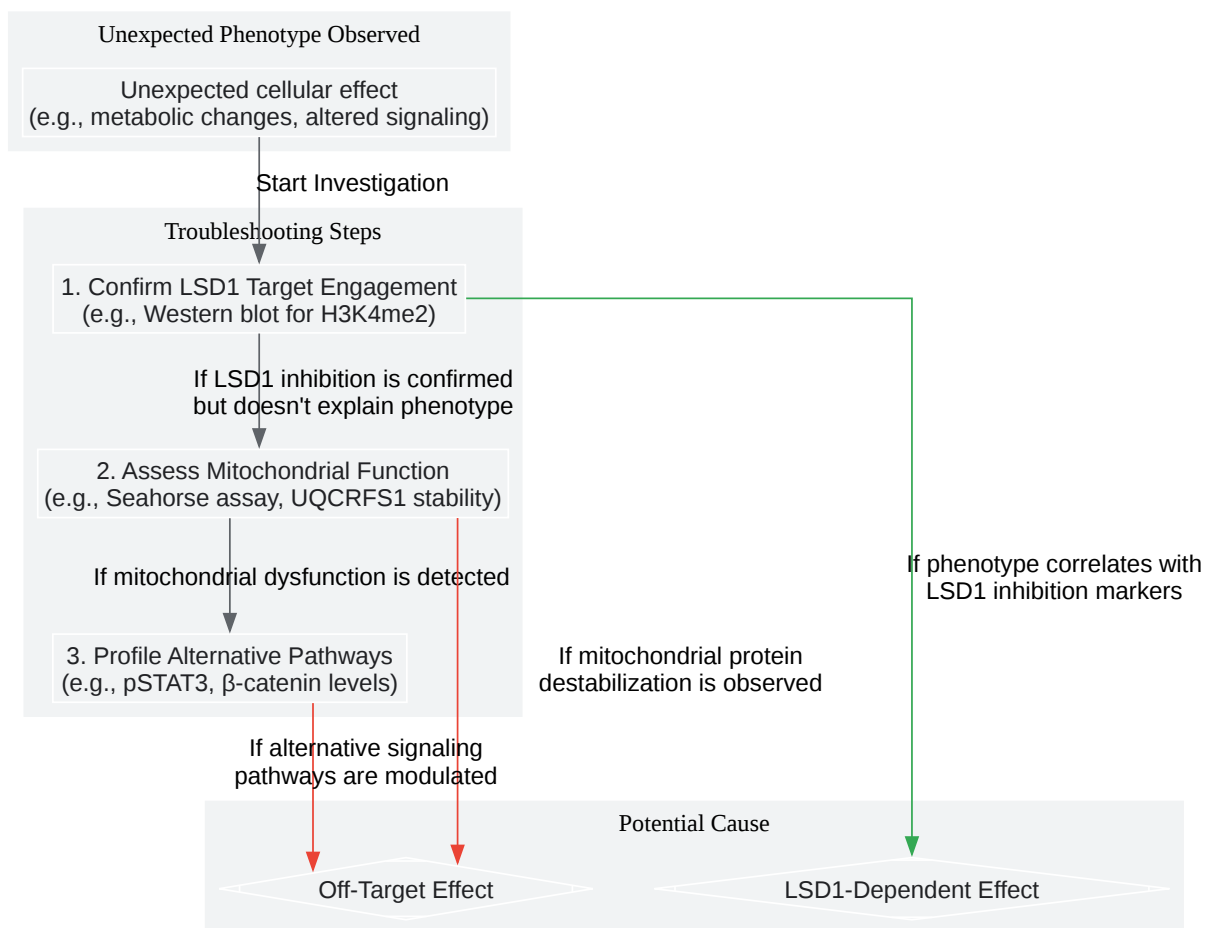 Unexpected Phenotype Observed
Unexpected cellular effect
(e.g., metabolic changes, altered signaling)
Start Investigation
Troubleshooting Steps
1. Confirm LSD1 Target Engagement
(e.g., Western blot for H3K4me2)
If LSD1 inhibition is confirmed
but doesn't explain phenotype
2. Assess Mitochondrial Function
(e.g., Seahorse assay, UQCRFS1 stability)
If mitochondrial dysfunction is detected
If phenotype correlates with
LSD1 inhibition markers
3. Profile Alternative Pathways
(e.g., pSTAT3, β-catenin levels)
If mitochondrial protein
destabilization is observed
If alternative signaling
pathways are modulated
Potential Cause
Off-Target Effect
LSD1-Dependent Effect